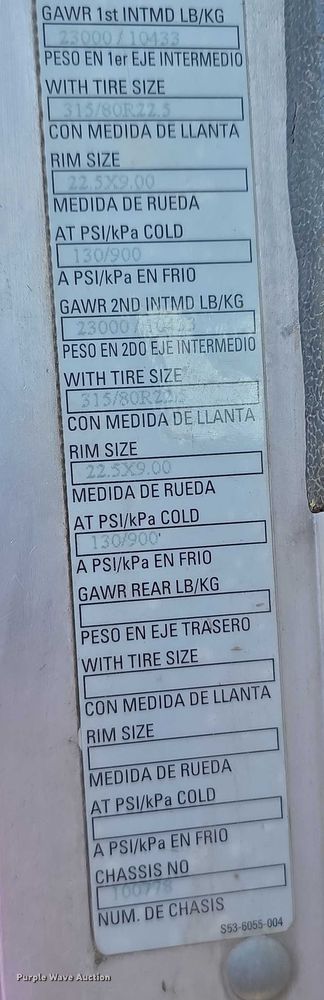 GAWR 1st INTMD LB/KG
23000 / 10433
PESO EN 1er EJE INTERMEDIO
WITH TIRE SIZE
315/80R22.5
CON MEDIDA DE LLANTA
RIM SIZE
22.5X9.00
MEDIDA DE RUEDA
AT PSI/kPa COLD
130/900
A PSI/kPa EN FRIO
GAWR 2ND INTMD LB/KG
23000 / 10433
PESO EN 2DO EJE INTERMEDIO
WITH TIRE SIZE
315/80R22.5
CON MEDIDA DE LLANTA
RIM SIZE
22.5X9.00
MEDIDA DE RUEDA
AT PSI/kPa COLD
130/900
A PSI/kPa EN FRIO
GAWR REAR LB/KG
PESO EN EJE TRASERO
WITH TIRE SIZE
CON MEDIDA DE LLANTA
RIM SIZE
MEDIDA DE RUEDA
AT PSI/kPa COLD
A PSI/kPa EN FRIO
CHASSIS NO
100778
NUM. DE CHASIS
S53-6055-004
Purple Wave Auction